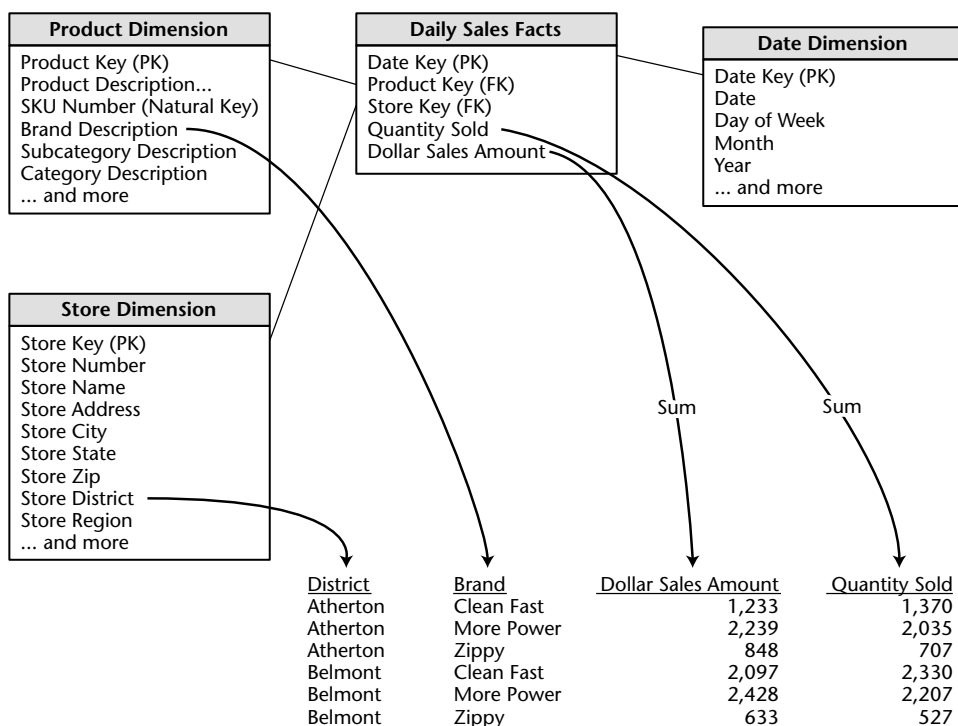 Product Dimension
Product Key (PK)
Product Description...
SKU Number (Natural Key)
Brand Description
Subcategory Description
Category Description
... and more
Daily Sales Facts
Date Key (PK)
Product Key (FK)
Store Key (FK)
Quantity Sold
Dollar Sales Amount
Date Dimension
Date Key (PK)
Date
Day of Week
Month
Year
... and more
Store Dimension
Store Key (PK)
Store Number
Store Name
Store Address
Store City
Store State
Store Zip
Store District
Store Region
... and more
Sum
Sum
District Brand Dollar Sales Amount Quantity Sold
Atherton Clean Fast 1,233 1,370
Atherton More Power 2,239 2,035
Atherton Zippy 848 707
Belmont Clean Fast 2,097 2,330
Belmont More Power 2,428 2,207
Belmont Zippy 633 527